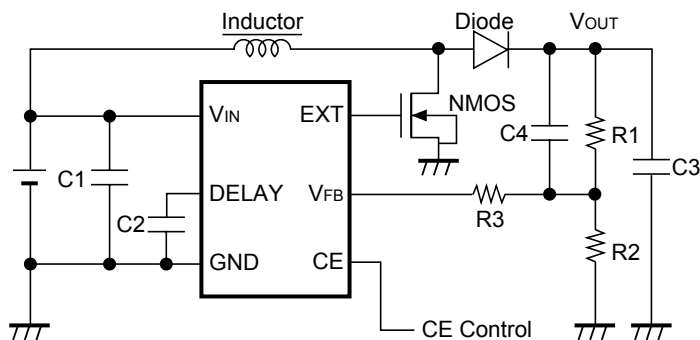 Inductor
Diode
VOUT
VIN
EXT
NMOS
C4
R1
C3
C1
DELAY
VFB
C2
R3
R2
GND
CE
CE Control